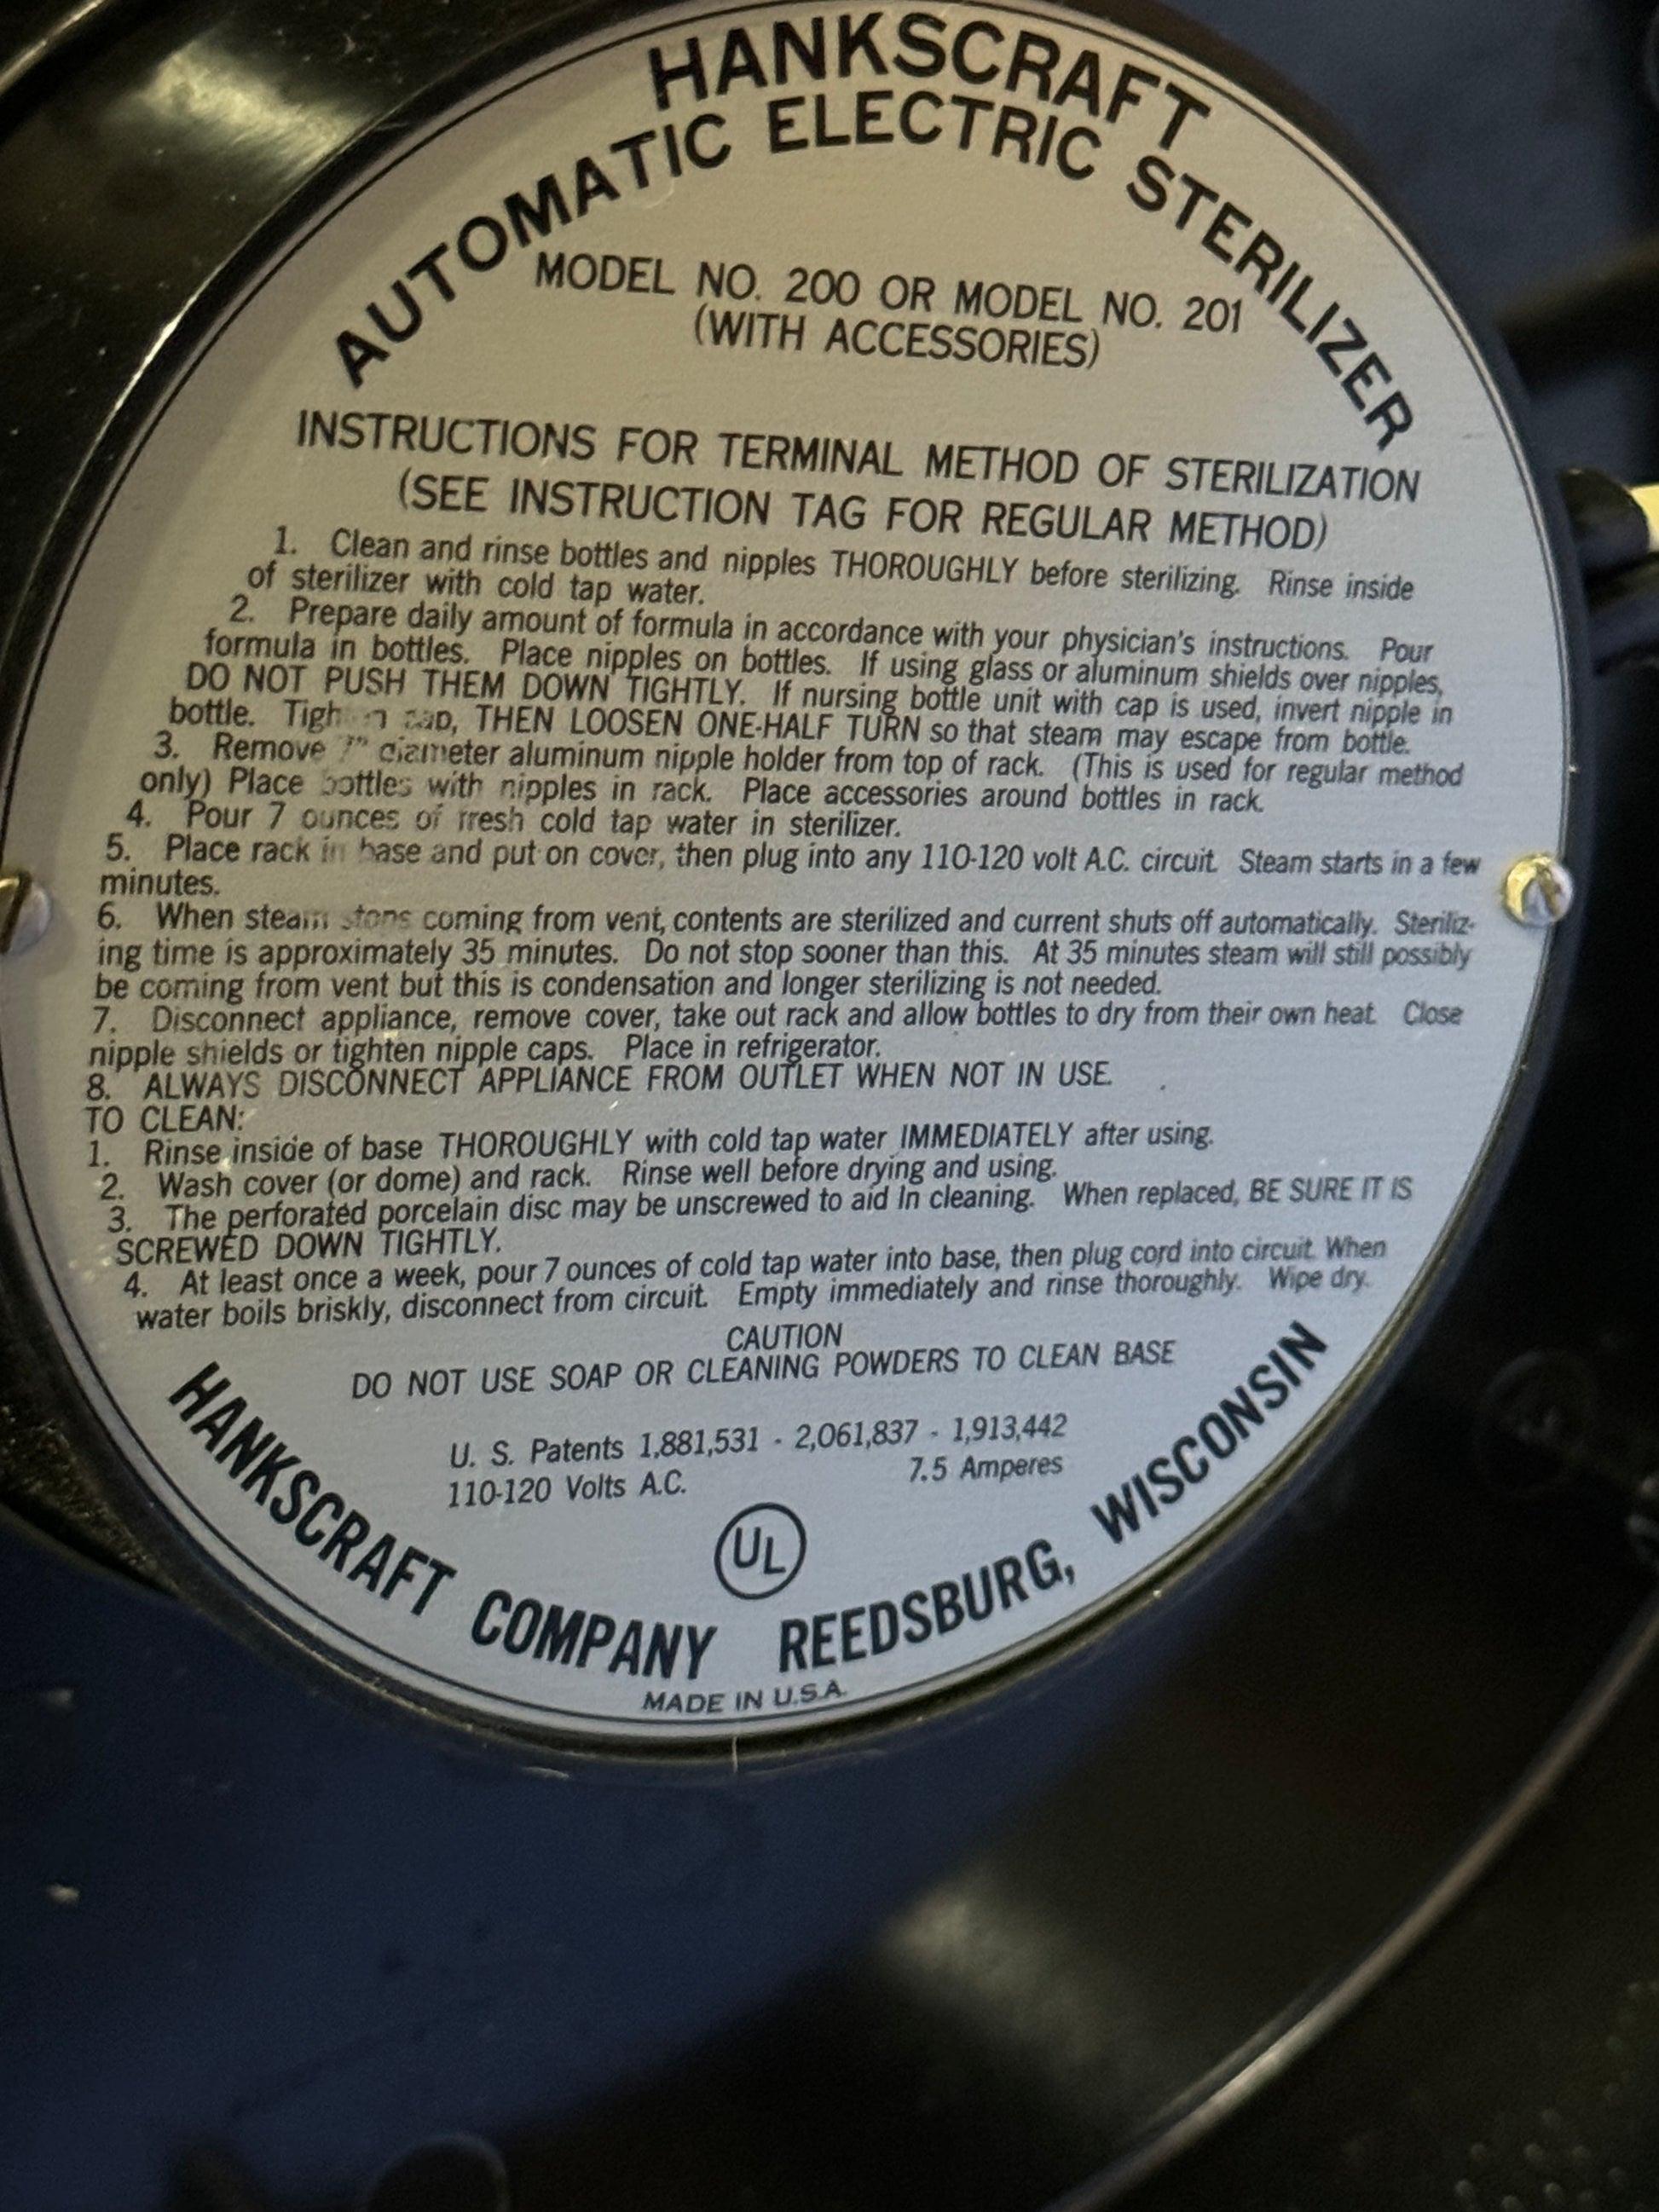 HANKSCRAFT
AUTOMATIC ELECTRIC STERILIZER
MODEL NO. 200 OR MODEL NO. 201
(WITH ACCESSORIES)
INSTRUCTIONS FOR TERMINAL METHOD OF STERILIZATION
(SEE INSTRUCTION TAG FOR REGULAR METHOD)
1. Clean and rinse bottles and nipples THOROUGHLY before sterilizing. Rinse inside
of sterilizer with cold tap water.
2. Prepare daily amount of formula in accordance with your physician's instructions. Pour
formula in bottles. Place nipples on bottles. If using glass or aluminum shields over nipples,
DO NOT PUSH THEM DOWN TIGHTLY. If nursing bottle unit with cap is used, invert nipple in
bottle. Tighten cap, THEN LOOSEN ONE-HALF TURN so that steam may escape from bottle.
3. Remove 7" diameter aluminum nipple holder from top of rack. (This is used for regular method
only) Place bottles with nipples in rack. Place accessories around bottles in rack.
4. Pour 7 ounces of fresh cold tap water in sterilizer.
5. Place rack in base and put on cover, then plug into any 110-120 volt A.C. circuit. Steam starts in a few
minutes.
6. When steam stops coming from vent, contents are sterilized and current shuts off automatically. Steriliz-
ing time is approximately 35 minutes. Do not stop sooner than this. At 35 minutes steam will still possibly
be coming from vent but this is condensation and longer sterilizing is not needed.
7. Disconnect appliance, remove cover, take out rack and allow bottles to dry from their own heat. Close
nipple shields or tighten nipple caps. Place in refrigerator.
8. ALWAYS DISCONNECT APPLIANCE FROM OUTLET WHEN NOT IN USE.
TO CLEAN:
1. Rinse inside of base THOROUGHLY with cold tap water IMMEDIATELY after using.
2. Wash cover (or dome) and rack. Rinse well before drying and using.
3. The perforated porcelain disc may be unscrewed to aid In cleaning. When replaced, BE SURE IT IS
SCREWED DOWN TIGHTLY.
4. At least once a week, pour 7 ounces of cold tap water into base, then plug cord into circuit. When
water boils briskly, disconnect from circuit. Empty immediately and rinse thoroughly. Wipe dry.
CAUTION
DO NOT USE SOAP OR CLEANING POWDERS TO CLEAN BASE
U. S. Patents 1,881,531 - 2,061,837 - 1,913,442
110-120 Volts A.C. 7.5 Amperes
UL
HANKSCRAFT COMPANY REEDSBURG, WISCONSIN
MADE IN U.S.A.